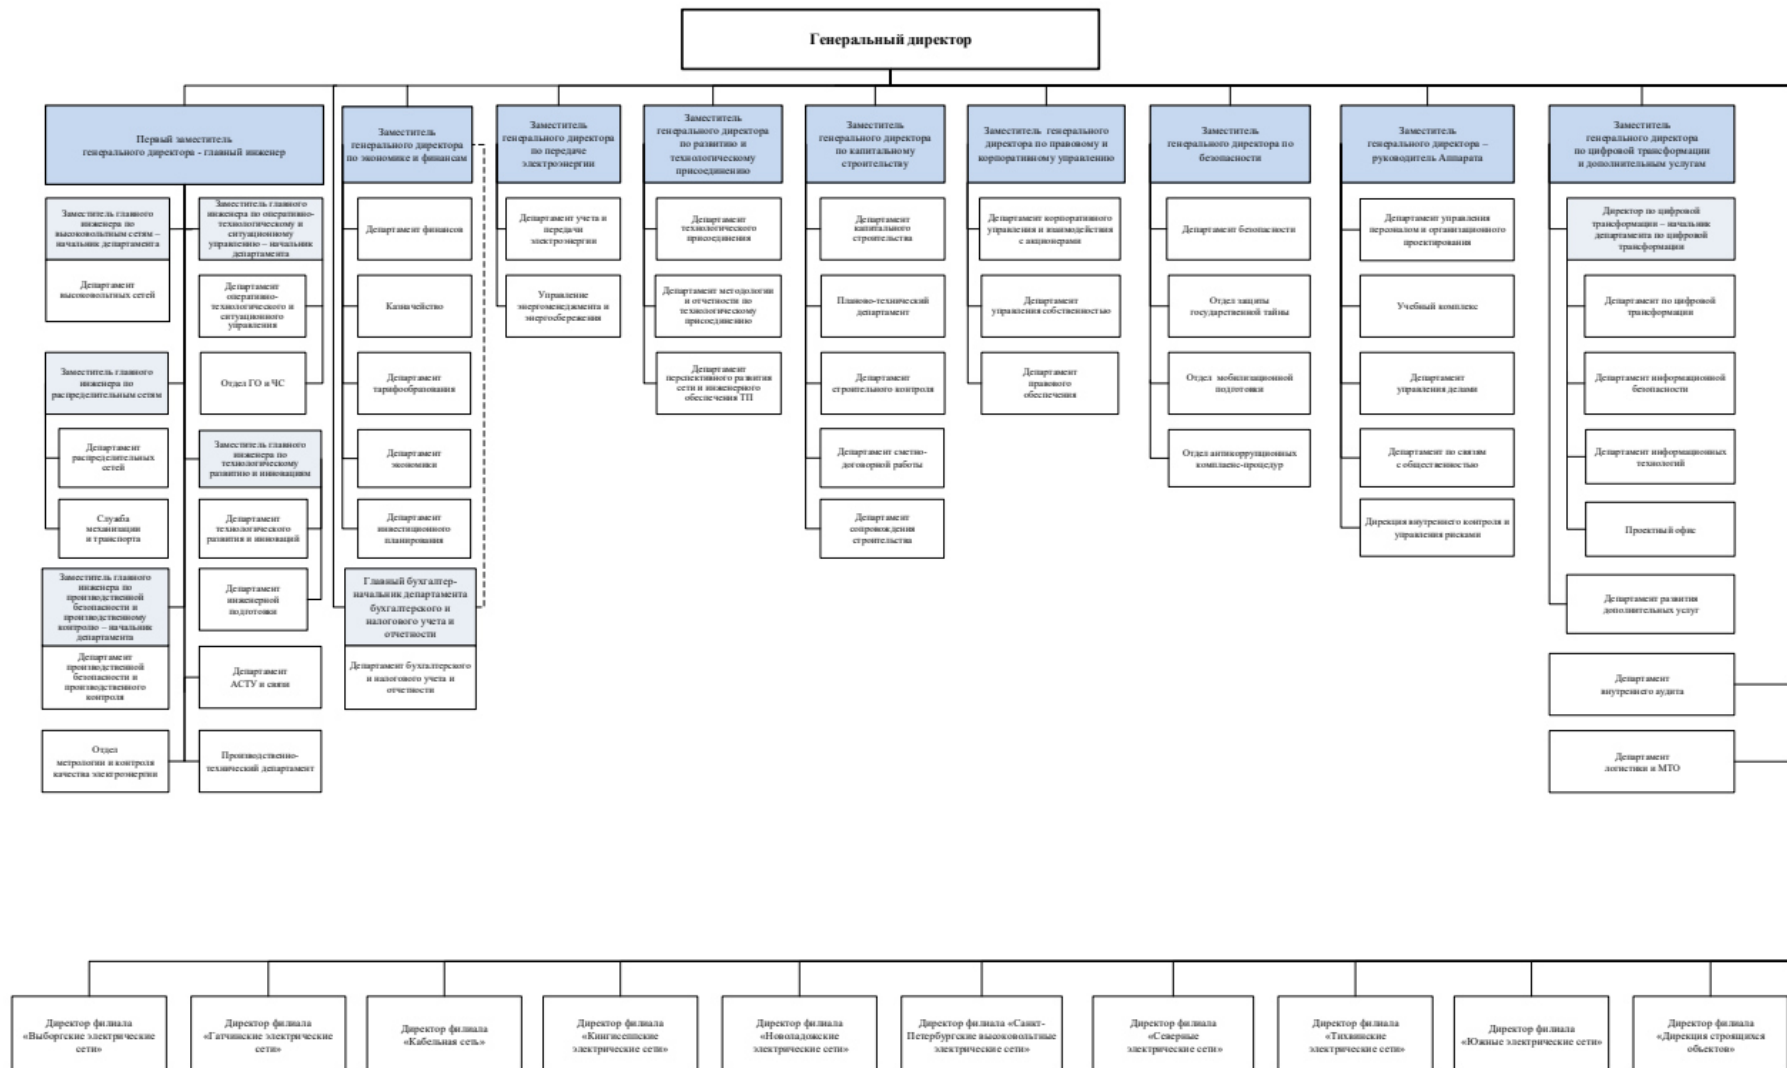 Генеральный директор
Первый заместитель
генерального директора - главный инженер
Заместитель
генерального директора
по экономике и финансам
Заместитель
генерального директора
по передаче
электроэнергии
Заместитель
генерального директора
по развитию и
технологическому
присоединению
Заместитель
генерального директора
по капитальному
строительству
Заместитель генерального
директора по правовому и
корпоративному управлению
Заместитель
генерального директора по
безопасности
Заместитель
генерального директора –
руководитель Аппарата
Заместитель
генерального директора
по цифровой трансформации
и дополнительным услугам
Заместитель главного
инженера по
высоковольтным сетям –
начальник департамента
Департамент
высоковольтных сетей
Заместитель главного
инженера по
распределительным сетям
Департамент
распределительных
сетей
Служба
механизации
и транспорта
Заместитель главного
инженера по
производственной
безопасности и
производственному
контролю – начальник
департамента
Департамент
производственной
безопасности и
производственного
контроля
Отдел
метрологии и контроля
качества электроэнергии
Заместитель главного
инженера по оперативно-
технологическому и
ситуационному
управлению – начальник
департамента
Департамент
оперативно-
технологического и
ситуационного
управления
Отдел ГО и ЧС
Заместитель главного
инженера по
технологическому
развитию и инновациям
Департамент
технологического
развития и инноваций
Департамент
инженерной
подготовки
Департамент
АСТУ и связи
Производственно-
технический департамент
Департамент финансов
Казначейство
Департамент
тарифообразования
Департамент
экономики
Департамент
инвестиционного
планирования
Главный бухгалтер-
начальник департамента
бухгалтерского и
налогового учета и
отчетности
Департамент бухгалтерского
и налогового учета и
отчетности
Департамент учета и
передачи
электроэнергии
Управление
энергоменеджмента и
энергосбережения
Департамент
технологического
присоединения
Департамент методологии
и отчетности по
технологическому
присоединению
Департамент
перспективного развития
сети и инженерного
обеспечения ТП
Департамент
капитального
строительства
Планово-технический
департамент
Департамент
строительного контроля
Департамент сметно-
договорной работы
Департамент
сопровождения
строительства
Департамент корпоративного
управления и взаимодействия
с акционерами
Департамент
управления собственностью
Департамент
правового
обеспечения
Департамент безопасности
Отдел защиты
государственной тайны
Отдел мобилизационной
подготовки
Отдел антикоррупционных
комплаенс-процедур
Департамент управления
персоналом и организационного
проектирования
Учебный комплекс
Департамент
управления делами
Департамент по связям
с общественностью
Дирекция внутреннего контроля и
управления рисками
Директор по цифровой
трансформации – начальник
департамента по цифровой
трансформации
Департамент по цифровой
трансформации
Департамент информационной
безопасности
Департамент информационных
технологий
Проектный офис
Департамент развития
дополнительных услуг
Департамент
внутреннего аудита
Департамент
логистики и МТО
Директор филиала
«Выборгские электрические
сети»
Директор филиала
«Гатчинские электрические
сети»
Директор филиала
«Кабельная сеть»
Директор филиала
«Кингисеппские
электрические сети»
Директор филиала
«Новоладожские
электрические сети»
Директор филиала «Санкт-
Петербургские высоковольтные
электрические сети»
Директор филиала
«Северные
электрические сети»
Директор филиала
«Тихвинские
электрические сети»
Директор филиала
«Южные электрические сети»
Директор филиала
«Дирекция строящихся
объектов»